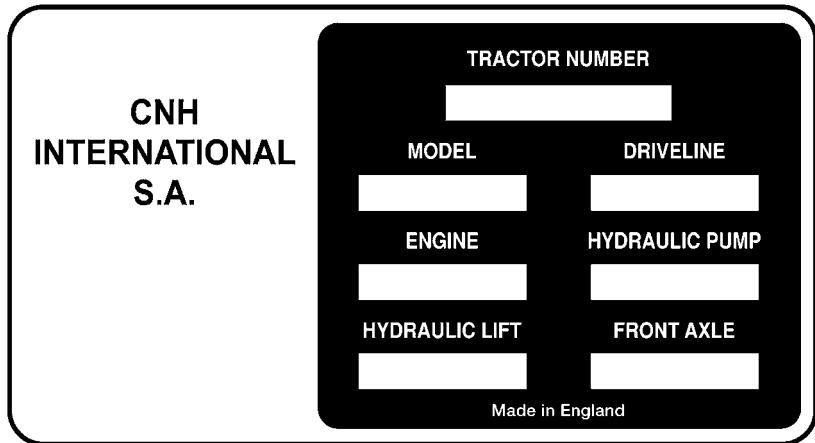 CNH
INTERNATIONAL
S.A.
TRACTOR NUMBER
MODEL DRIVELINE
ENGINE HYDRAULIC PUMP
HYDRAULIC LIFT FRONT AXLE
Made in England